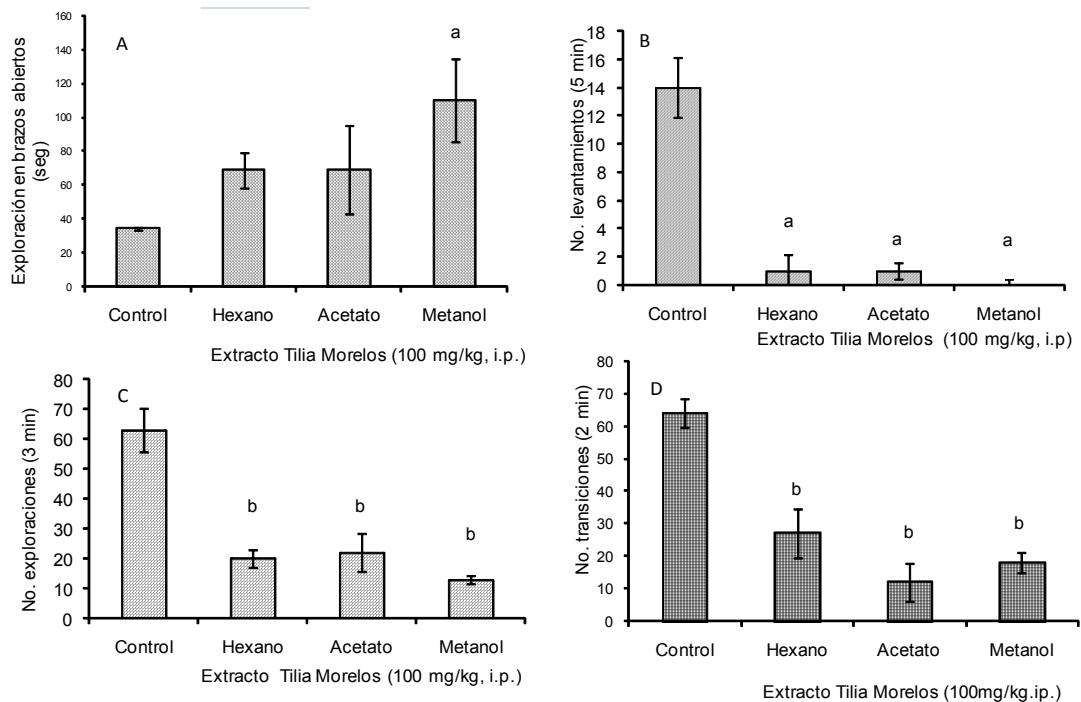 160
140
120
100
80
60
40
20
0
Exploración en brazos abiertos
(seg)
A
a
Control Hexano Acetato Metanol
Extracto Tilia Morelos (100 mg/kg, i.p.)
18
16
14
12
10
8
6
4
2
0
No. levantamientos (5 min)
B
a a a
Control Hexano Acetato Metanol
Extracto Tilia Morelos (100 mg/kg, i.p)
80
70
60
50
40
30
20
10
0
No. exploraciones (3 min)
C
b b b
Control Hexano Acetato Metanol
Extracto Tilia Morelos (100 mg/kg, i.p.)
80
70
60
50
40
30
20
10
0
No. transiciones (2 min)
D
b b b
Control Hexano Acetato Metanol
Extracto Tilia Morelos (100mg/kg.ip.)